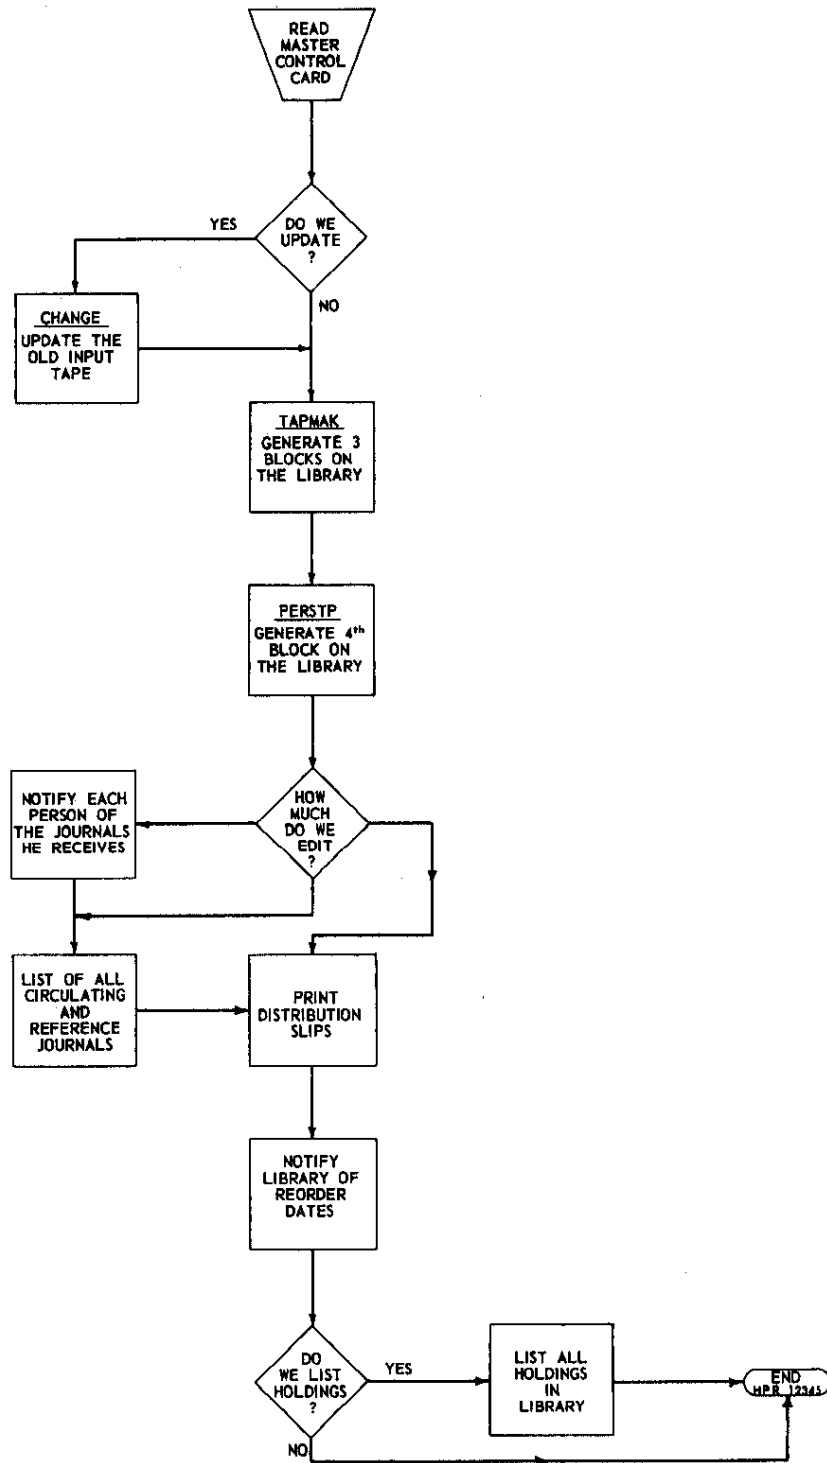 READ
MASTER
CONTROL
CARD
DO WE
UPDATE
?
YES
NO
CHANGE
UPDATE THE
OLD INPUT
TAPE
TAPMAK
GENERATE 3
BLOCKS ON
THE LIBRARY
PERSTP
GENERATE 4th
BLOCK ON
THE LIBRARY
HOW
MUCH
DO WE
EDIT
?
NOTIFY EACH
PERSON OF
THE JOURNALS
HE RECEIVES
LIST OF ALL
CIRCULATING
AND
REFERENCE
JOURNALS
PRINT
DISTRIBUTION
SLIPS
NOTIFY
LIBRARY OF
REORDER
DATES
DO
WE LIST
HOLDINGS
?
YES
NO
LIST ALL
HOLDINGS
IN
LIBRARY
END
HPR 12345